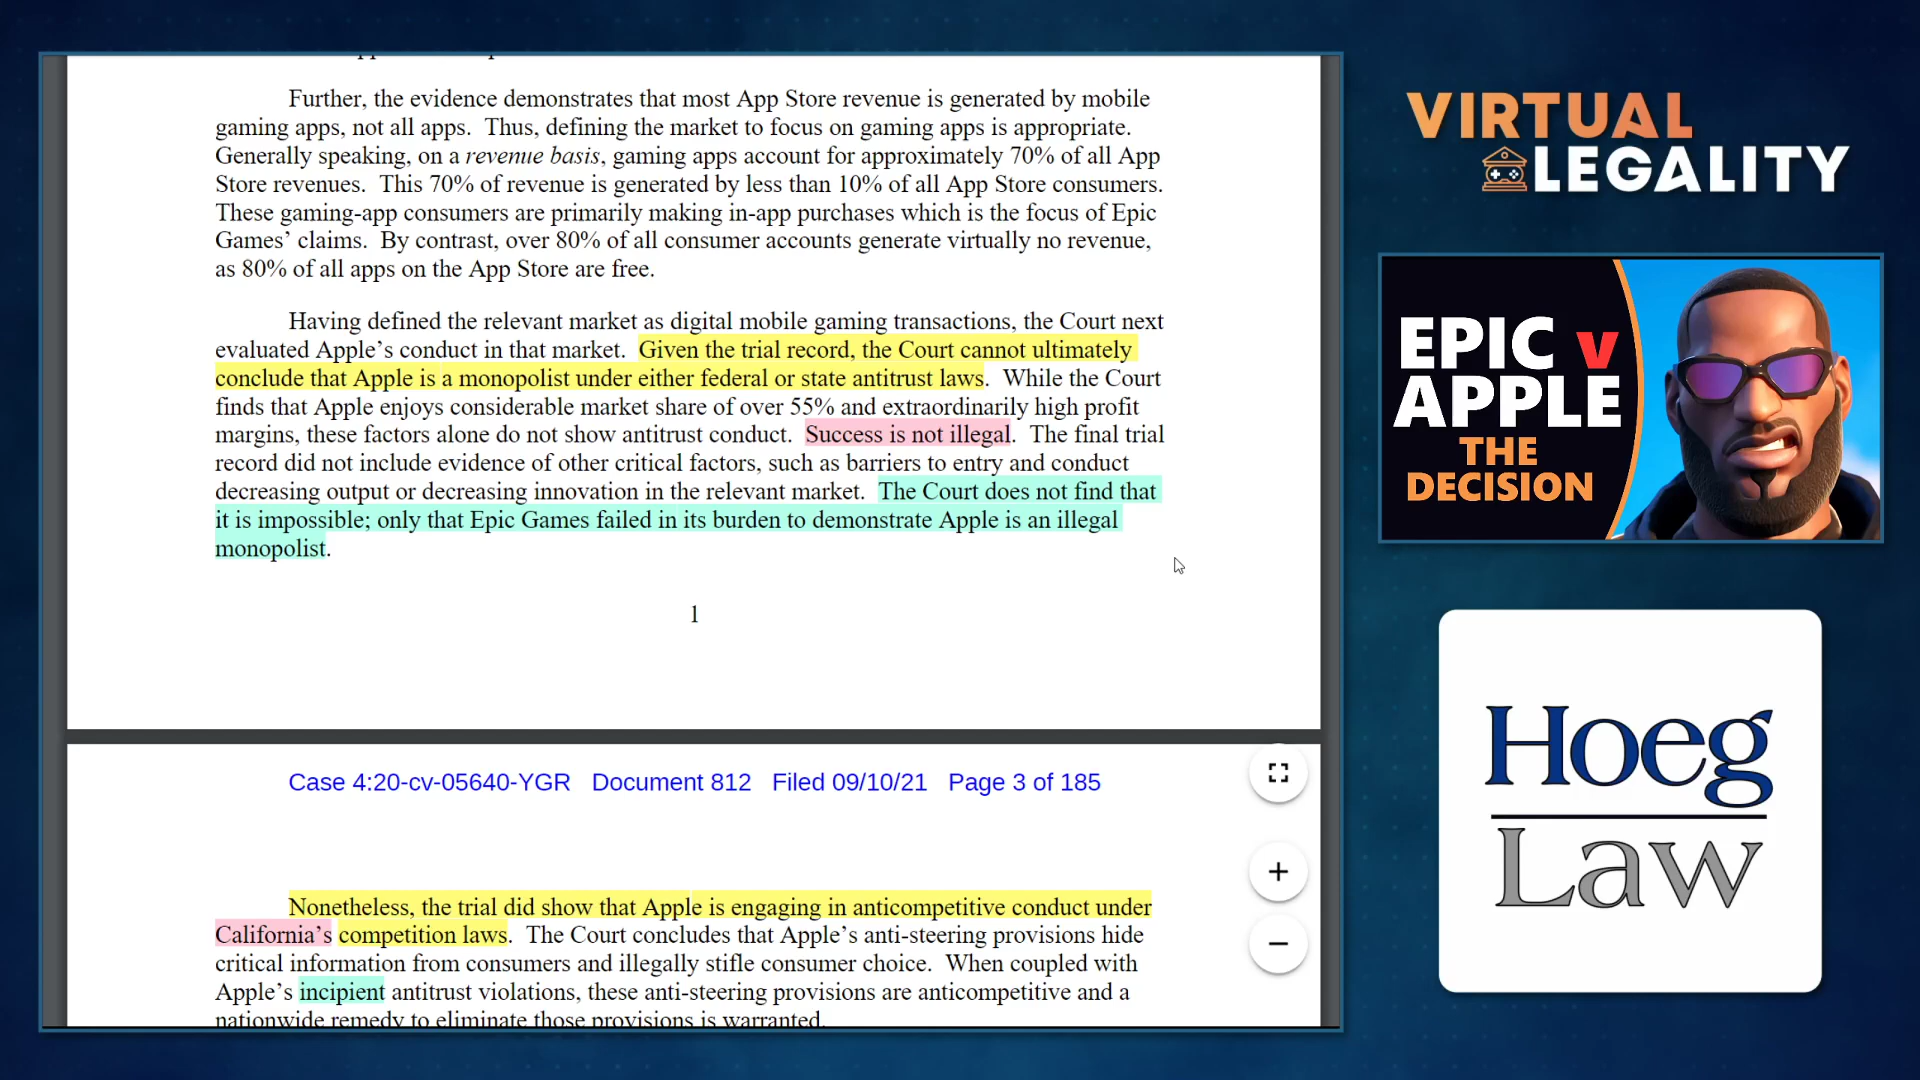 Further, the evidence demonstrates that most App Store revenue is generated by mobile
gaming apps, not all apps.  Thus, defining the market to focus on gaming apps is appropriate.
Generally speaking, on a revenue basis, gaming apps account for approximately 70% of all App
Store revenues.  This 70% of revenue is generated by less than 10% of all App Store consumers.
These gaming-app consumers are primarily making in-app purchases which is the focus of Epic
Games’ claims.  By contrast, over 80% of all consumer accounts generate virtually no revenue,
as 80% of all apps on the App Store are free.
Having defined the relevant market as digital mobile gaming transactions, the Court next
evaluated Apple’s conduct in that market.  Given the trial record, the Court cannot ultimately
conclude that Apple is a monopolist under either federal or state antitrust laws.  While the Court
finds that Apple enjoys considerable market share of over 55% and extraordinarily high profit
margins, these factors alone do not show antitrust conduct.  Success is not illegal.  The final trial
record did not include evidence of other critical factors, such as barriers to entry and conduct
decreasing output or decreasing innovation in the relevant market.  The Court does not find that
it is impossible; only that Epic Games failed in its burden to demonstrate Apple is an illegal
monopolist.
1
Case 4:20-cv-05640-YGR   Document 812   Filed 09/10/21   Page 3 of 185
Nonetheless, the trial did show that Apple is engaging in anticompetitive conduct under
California’s competition laws.  The Court concludes that Apple’s anti-steering provisions hide
critical information from consumers and illegally stifle consumer choice.  When coupled with
Apple’s incipient antitrust violations, these anti-steering provisions are anticompetitive and a
nationwide remedy to eliminate those provisions is warranted.
VIRTUAL
LEGALITY
EPIC v
APPLE
THE
DECISION
Hoeg
Law